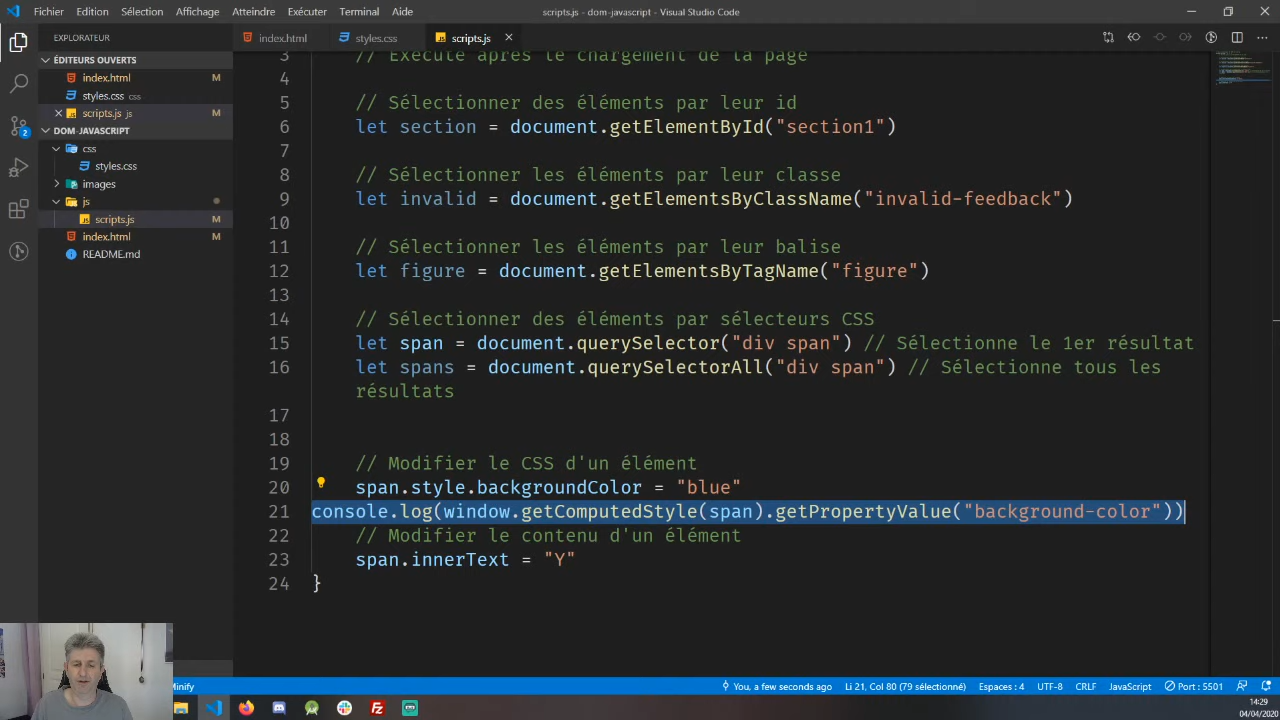 Fichier Édition Sélection Affichage Atteindre Exécuter Terminal Aide
scripts.js - dom-javascript - Visual Studio Code
EXPLORATEUR
ÉDITEURS OUVERTS
index.html M
styles.css css
scripts.js js M
DOM-JAVASCRIPT
css
styles.css
images
js
scripts.js M
index.html M
README.md
2
index.html
styles.css
scripts.js
3 // Exécuté après le chargement de la page
4
5 // Sélectionner des éléments par leur id
6 let section = document.getElementById("section1")
7
8 // Sélectionner les éléments par leur classe
9 let invalid = document.getElementsByClassName("invalid-feedback")
10
11 // Sélectionner les éléments par leur balise
12 let figure = document.getElementsByTagName("figure")
13
14 // Sélectionner des éléments par sélecteurs CSS
15 let span = document.querySelector("div span") // Sélectionne le 1er résultat
16 let spans = document.querySelectorAll("div span") // Sélectionne tous les
résultats
17
18
19 // Modifier le CSS d'un élément
20 span.style.backgroundColor = "blue"
21 console.log(window.getComputedStyle(span).getPropertyValue("background-color"))
22 // Modifier le contenu d'un élément
23 span.innerText = "Y"
24 }
Minify
You, a few seconds ago
Li 21, Col 80 (79 sélectionné)
Espaces : 4
UTF-8
CRLF
JavaScript
Port : 5501
14:29
04/04/2020